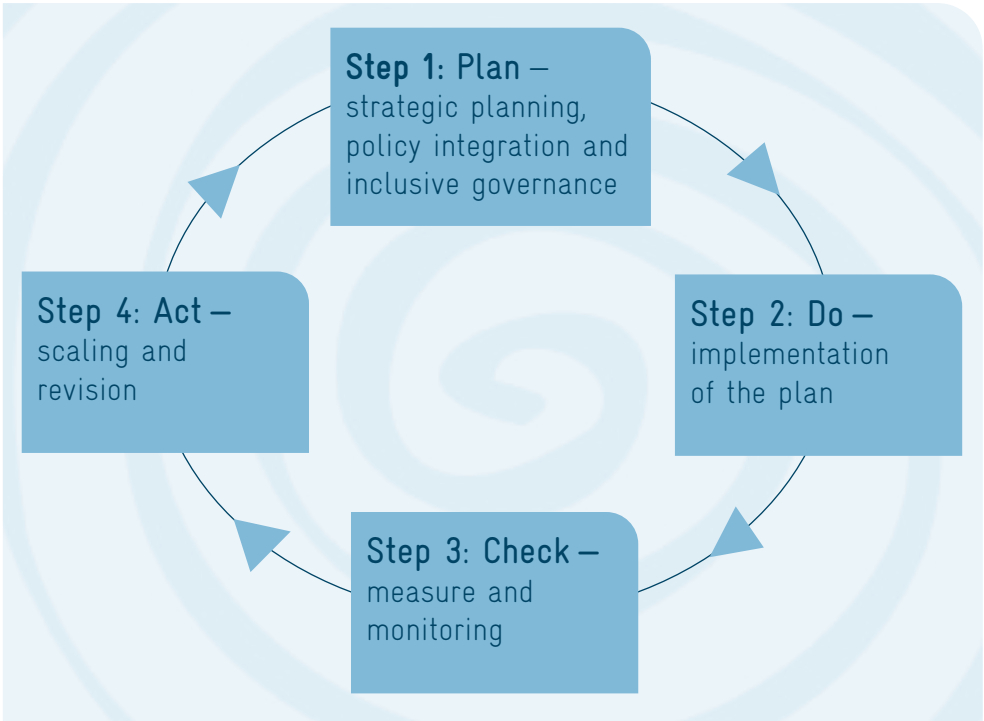 Step 1: Plan –
strategic planning,
policy integration and
inclusive governance
Step 2: Do –
implementation
of the plan
Step 3: Check –
measure and
monitoring
Step 4: Act –
scaling and
revision